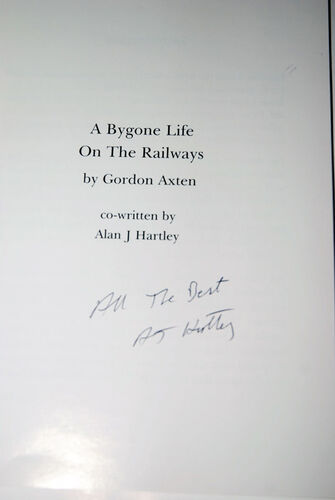 A Bygone Life
On The Railways
by Gordon Axten
co-written by
Alan J Hartley
All The Best
AJ Hartley